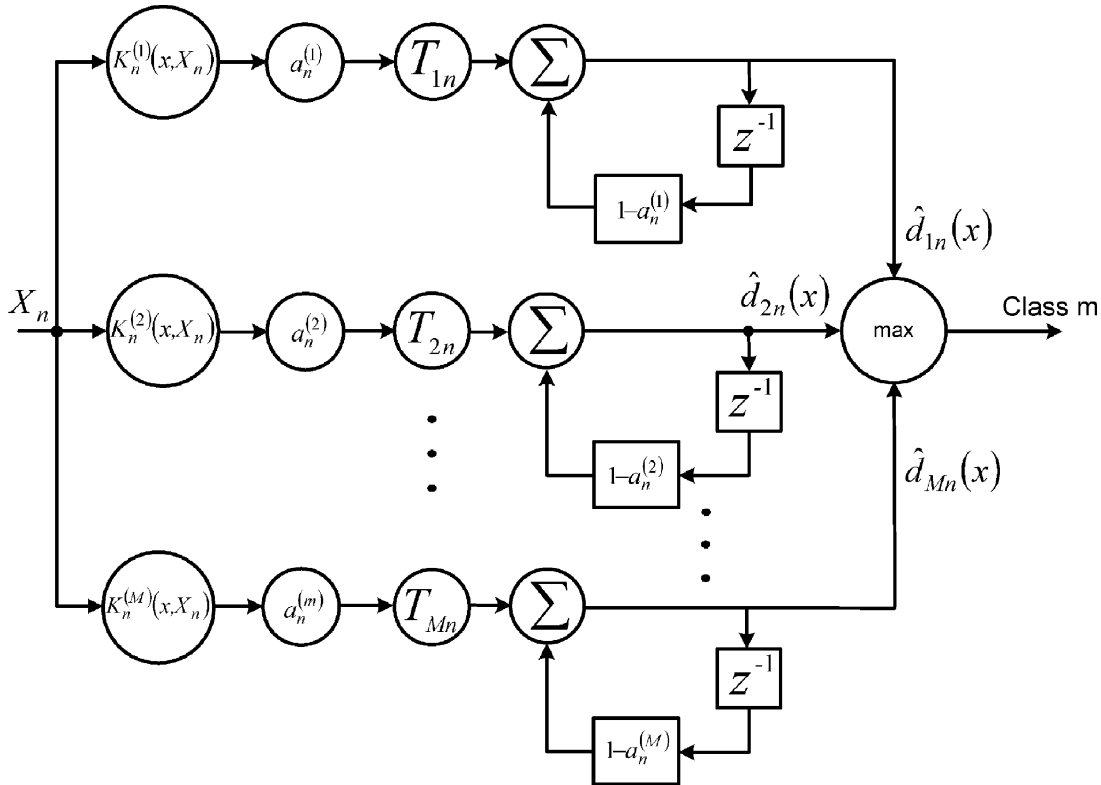 K_n^{(1)}(x,X_n) a_n^{(1)} T_{1n} Σ
z^{-1}
1−a_n^{(1)}
\hat{d}_{1n}(x)
X_n K_n^{(2)}(x,X_n) a_n^{(2)} T_{2n} Σ \hat{d}_{2n}(x) max Class m
z^{-1}
1−a_n^{(2)}
\hat{d}_{Mn}(x)
K_n^{(M)}(x,X_n) a_n^{(m)} T_{Mn} Σ
z^{-1}
1−a_n^{(M)}